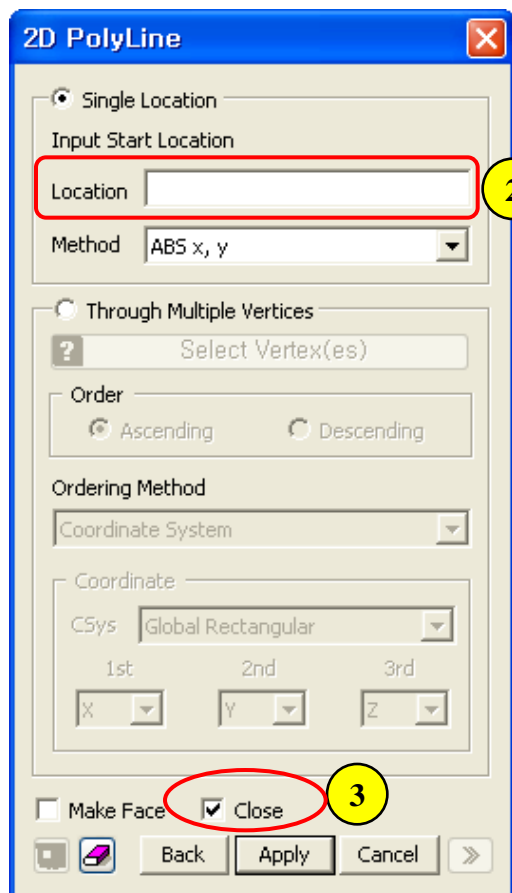 2D PolyLine
Single Location
Input Start Location
Location
2
Method ABS x, y
Through Multiple Vertices
? Select Vertex(es)
Order
Ascending Descending
Ordering Method
Coordinate System
Coordinate
CSys Global Rectangular
1st 2nd 3rd
X Y Z
Make Face Close 3
Back Apply Cancel »